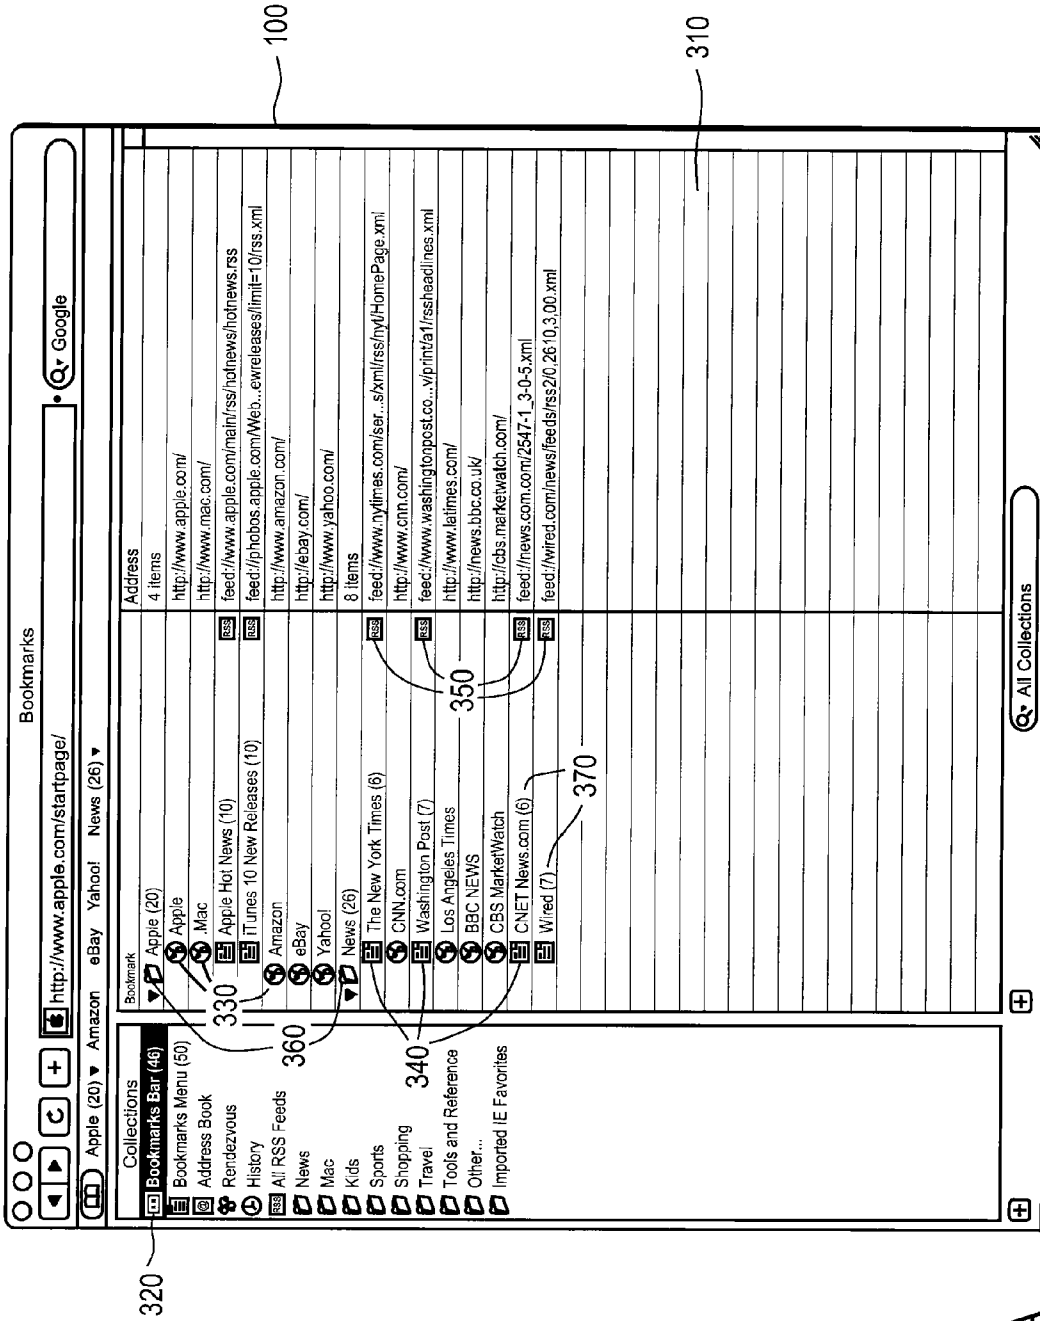 100
310
Bookmarks
http://www.apple.com/startpage/
Google
Apple (20) Amazon eBay Yahoo! News (26)
Collections
Bookmarks Bar (46)
Bookmarks Menu (50)
Address Book
Rendezvous
History
RSS All RSS Feeds
News
Mac
Kids
Sports
Shopping
Travel
Tools and Reference
Other...
Imported IE Favorites
Bookmark Address
Apple (20) 4 items
Apple http://www.apple.com/
.Mac http://www.mac.com/
Apple Hot News (10) RSS feed://www.apple.com/main/rss/hotnews/hotnews.rss
iTunes 10 New Releases (10) RSS feed://phobos.apple.com/Web...ewreleases/limit=10/rss.xml
Amazon http://www.amazon.com/
eBay http://ebay.com/
Yahoo! http://www.yahoo.com/
News (26) 8 items
The New York Times (6) RSS feed://www.nytimes.com/ser...s/xml/rss/nyt/HomePage.xml
CNN.com http://www.cnn.com/
Washington Post (7) RSS feed://www.washingtonpost.co...v/print/a1/rssheadlines.xml
Los Angeles Times http://www.latimes.com/
BBC NEWS http://news.bbc.co.uk/
CBS MarketWatch http://cbs.marketwatch.com/
CNET News.com (6) RSS feed://news.com.com/2547-1_3-0-5.xml
Wired (7) RSS feed://wired.com/news/feeds/rss2/0,2610,3,00.xml
All Collections
320
330
360
340
350
370